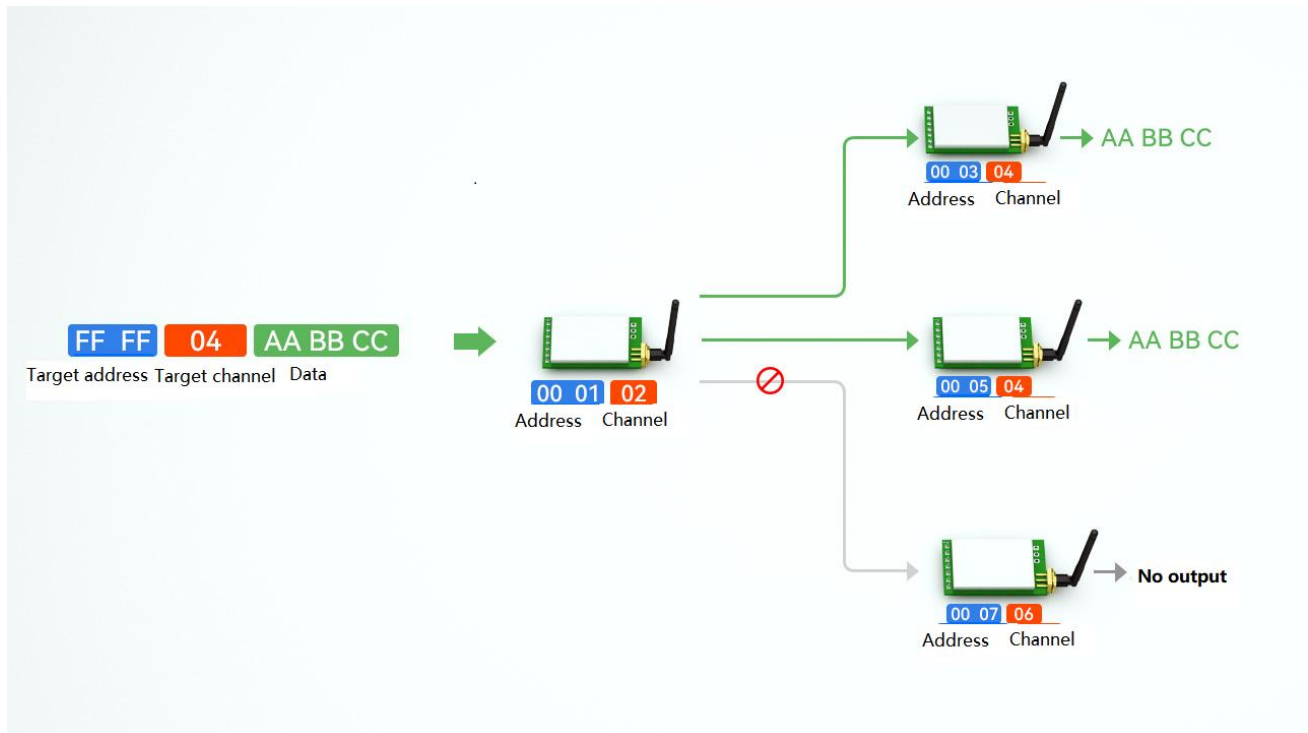 AA BB CC
00 03 04
Address Channel
FF FF 04 AA BB CC
Target address Target channel Data
00 01 02
Address Channel
AA BB CC
00 05 04
Address Channel
No output
00 07 06
Address Channel